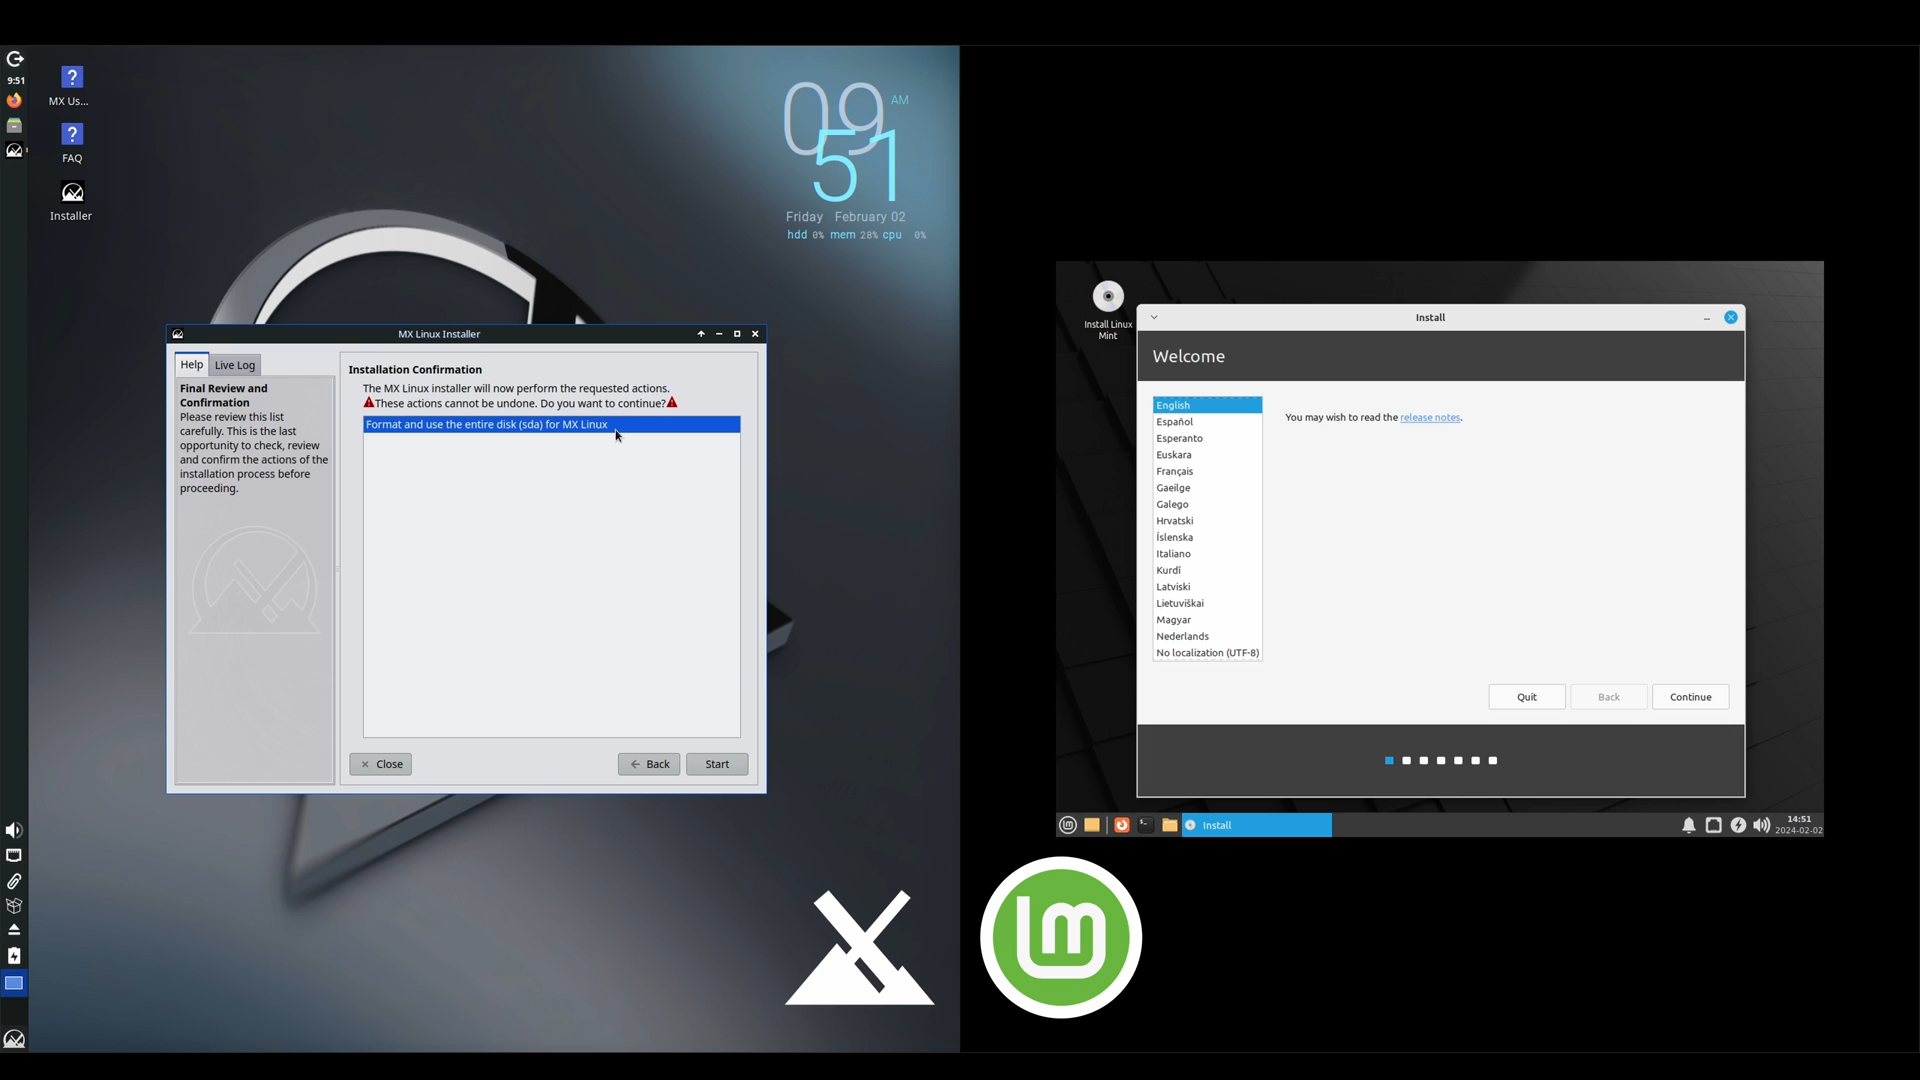 9:51
MX Us...
FAQ
Installer
09
AM
51
Friday February 02
hdd 0% mem 28% cpu 0%
MX Linux Installer
Help
Live Log
Final Review and
Confirmation
Please review this list
carefully. This is the last
opportunity to check, review
and confirm the actions of the
installation process before
proceeding.
Installation Confirmation
The MX Linux installer will now perform the requested actions.
These actions cannot be undone. Do you want to continue?
Format and use the entire disk (sda) for MX Linux
Close
Back
Start
Install Linux
Mint
Install
Welcome
English
Español
Esperanto
Euskara
Français
Gaeilge
Galego
Hrvatski
Íslenska
Italiano
Kurdî
Latviski
Lietuviškai
Magyar
Nederlands
No localization (UTF-8)
You may wish to read the release notes.
Quit
Back
Continue
Install
14:51
2024-02-02
lm